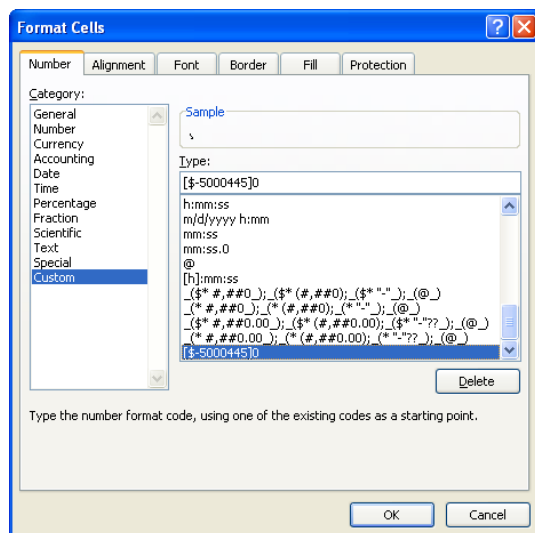 Format Cells
Number
Alignment
Font
Border
Fill
Protection
Category:
General
Number
Currency
Accounting
Date
Time
Percentage
Fraction
Scientific
Text
Special
Custom
Sample
Type:
[$-5000445]0
h:mm:ss
m/d/yyyy h:mm
mm:ss
mm:ss.0
@
[h]:mm:ss
_($* #,##0_);_($* (#,##0);_($* "-"_);_(@_)
_(* #,##0_);_(* (#,##0);_(* "-"_);_(@_)
_($* #,##0.00_);_($* (#,##0.00);_($* "-"??_);_(@_)
_(* #,##0.00_);_(* (#,##0.00);_(* "-"??_);_(@_)
[$-5000445]0
Delete
Type the number format code, using one of the existing codes as a starting point.
OK
Cancel